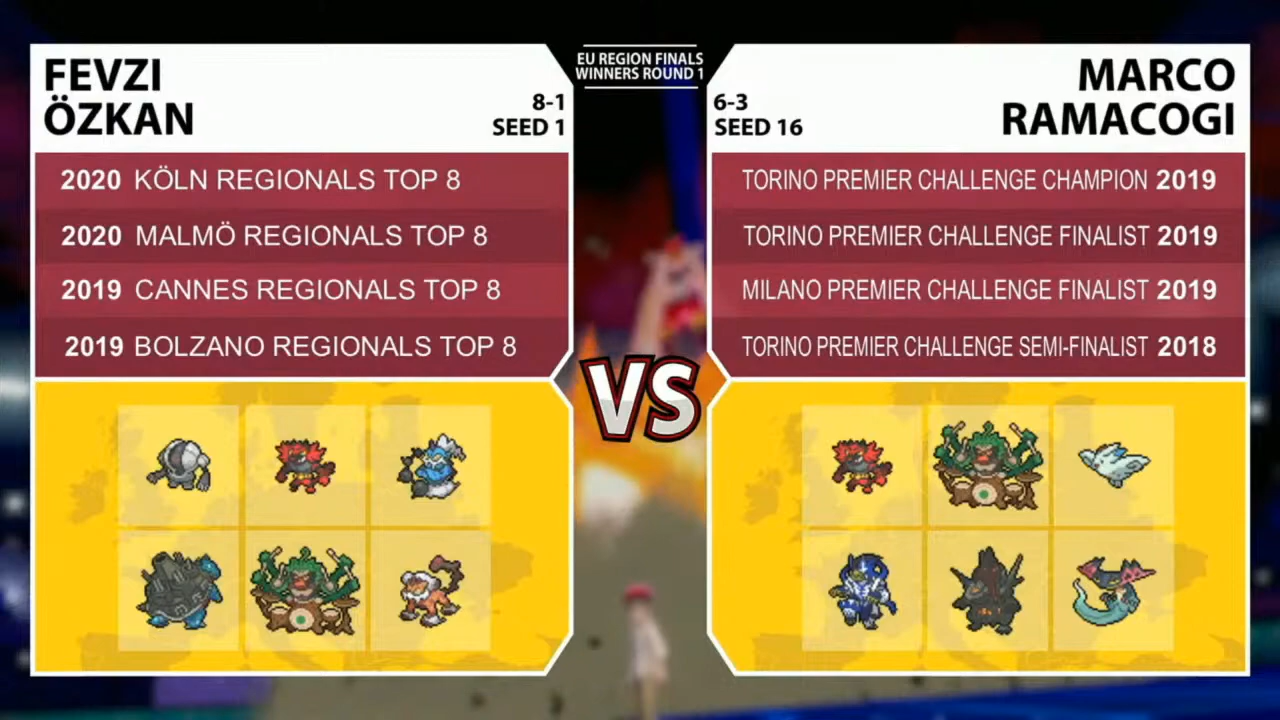 EU REGION FINALS
WINNERS ROUND 1
FEVZI
ÖZKAN
8-1
SEED 1
2020 KÖLN REGIONALS TOP 8
2020 MALMÖ REGIONALS TOP 8
2019 CANNES REGIONALS TOP 8
2019 BOLZANO REGIONALS TOP 8
VS
MARCO
RAMACOGI
6-3
SEED 16
TORINO PREMIER CHALLENGE CHAMPION 2019
TORINO PREMIER CHALLENGE FINALIST 2019
MILANO PREMIER CHALLENGE FINALIST 2019
TORINO PREMIER CHALLENGE SEMI-FINALIST 2018